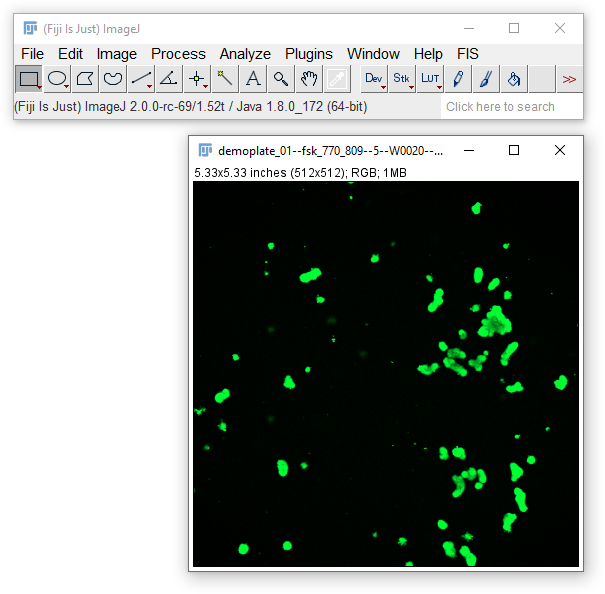 (Fiji Is Just) ImageJ
File Edit Image Process Analyze Plugins Window Help FIS
A Dev Stk LUT >>
(Fiji Is Just) ImageJ 2.0.0-rc-69/1.52t / Java 1.8.0_172 (64-bit) Click here to search
demoplate_01--fsk_770_809--5--W0020--...
5.33x5.33 inches (512x512); RGB; 1MB